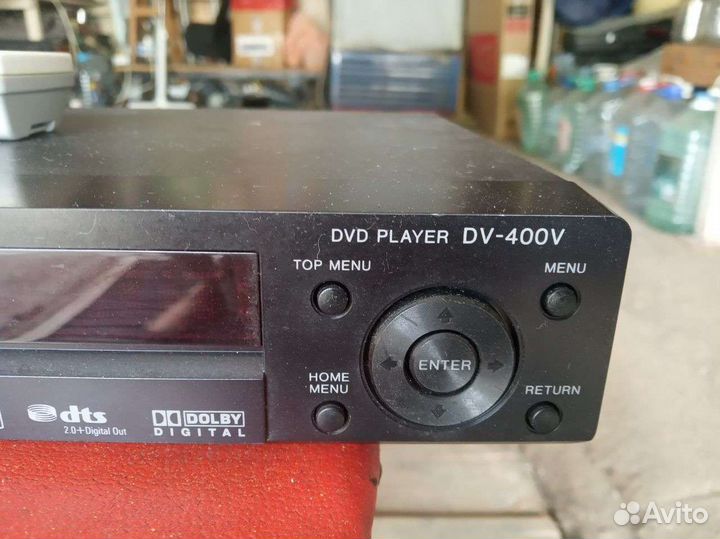 DVD PLAYER DV-400V
TOP MENU
MENU
ENTER
HOME
MENU
RETURN
dts
2.0+Digital Out
DOLBY
DIGITAL
Avito